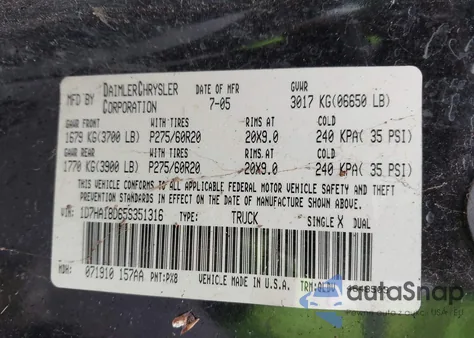 MFD BY DAIMLERCHRYSLER CORPORATION DATE OF MFR 7-05 GVWR 3017 KG(06650 LB)
GAWR FRONT WITH TIRES RIMS AT COLD
1679 KG(3700 LB) P275/60R20 20X9.0 240 KPA( 35 PSI)
GAWR REAR WITH TIRES RIMS AT COLD
1770 KG(3900 LB) P275/60R20 20X9.0 240 KPA( 35 PSI)
THIS VEHICLE CONFORMS TO ALL APPLICABLE FEDERAL MOTOR VEHICLE SAFETY AND THEFT
PREVENTION STANDARDS IN EFFECT ON THE DATE OF MANUFACTURE SHOWN ABOVE.
VIN: TYPE: TRUCK SINGLE X DUAL
MDH: 071910 157AA PNT: PX8 VEHICLE MADE IN U.S.A. TRM:
autoSnap